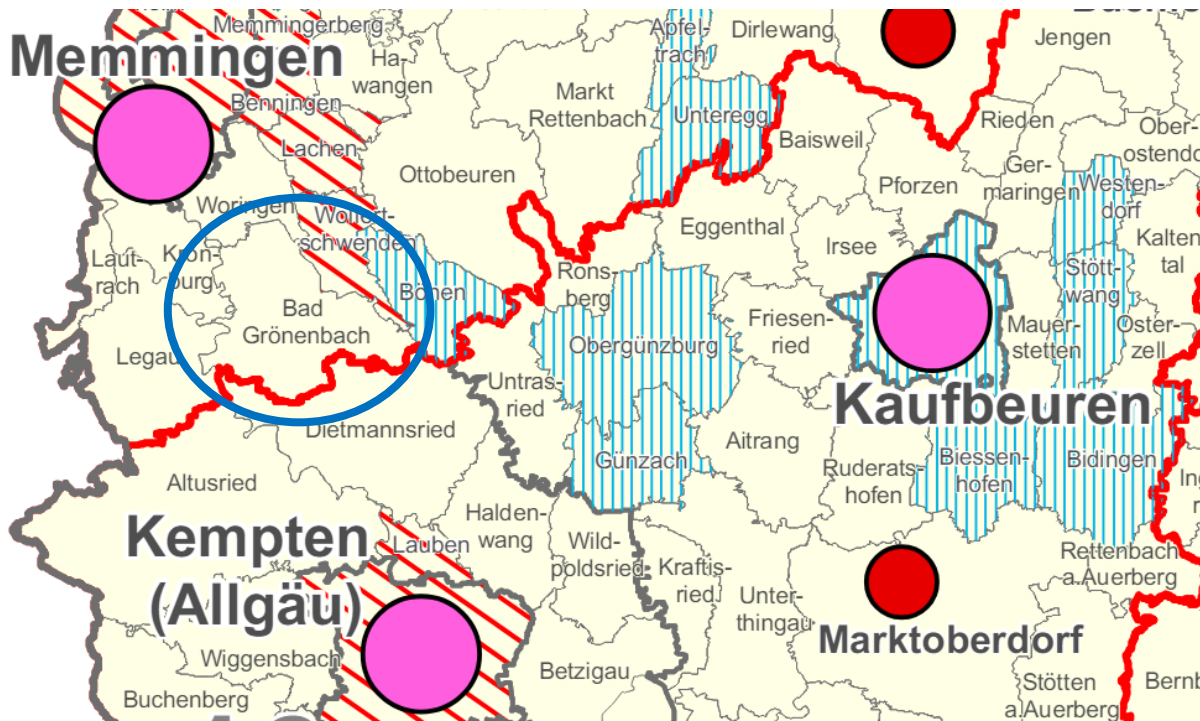 Memmingerberg
Memmingen
Ha-
wangen
Benningen
Lachen
Markt
Rettenbach
Apfel-
trach
Dirlewang
Jengen
Unteregg
Baisweil
Rieden
Ober-
Ottobeuren
Ger-
maringen
Pforzen
Westen-
dorf
Woringen
Wolfert-
schwenden
Eggenthal
Irsee
Kalten
tal
Laut-
rach
Kron-
burg
Rons-
berg
Stött-
wang
Böhen
Bad
Grönenbach
Friesen-
ried
Mauer-
stetten
Oster-
zell
Legau
Obergünzburg
Untras-
ried
Kaufbeuren
Dietmannsried
Aitrang
Altusried
Günzach
Ruderats-
hofen
Biessen-
hofen
Bidingen
Kempten
(Allgäu)
Lauben
Halden-
wang
Wild-
poldsried
Kraftis-
ried
Unter-
thingau
Rettenbach
a.Auerberg
Marktoberdorf
Wiggensbach
Betzigau
Buchenberg
Stötten
a.Auerberg